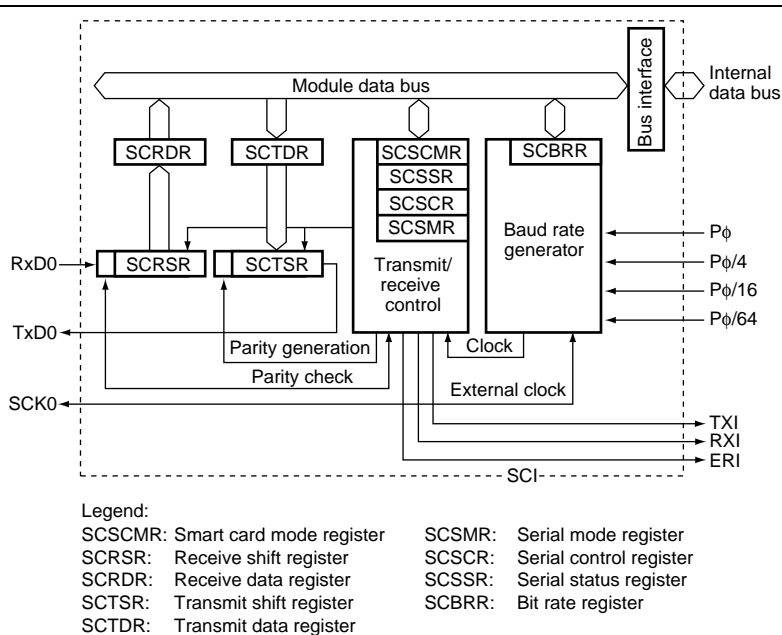 Module data bus
Bus interface
Internal
data bus
SCRDR
SCTDR
SCSCMR
SCSSR
SCSCR
SCSMR
SCBRR
Baud rate
generator
Transmit/
receive
control
RxD0
SCRSR
SCTSR
TxD0
SCK0
Parity generation
Parity check
Clock
External clock
Pϕ
Pϕ/4
Pϕ/16
Pϕ/64
TXI
RXI
ERI
SCI
Legend:
SCSCMR: Smart card mode register
SCRSR: Receive shift register
SCRDR: Receive data register
SCTSR: Transmit shift register
SCTDR: Transmit data register
SCSMR: Serial mode register
SCSCR: Serial control register
SCSSR: Serial status register
SCBRR: Bit rate register